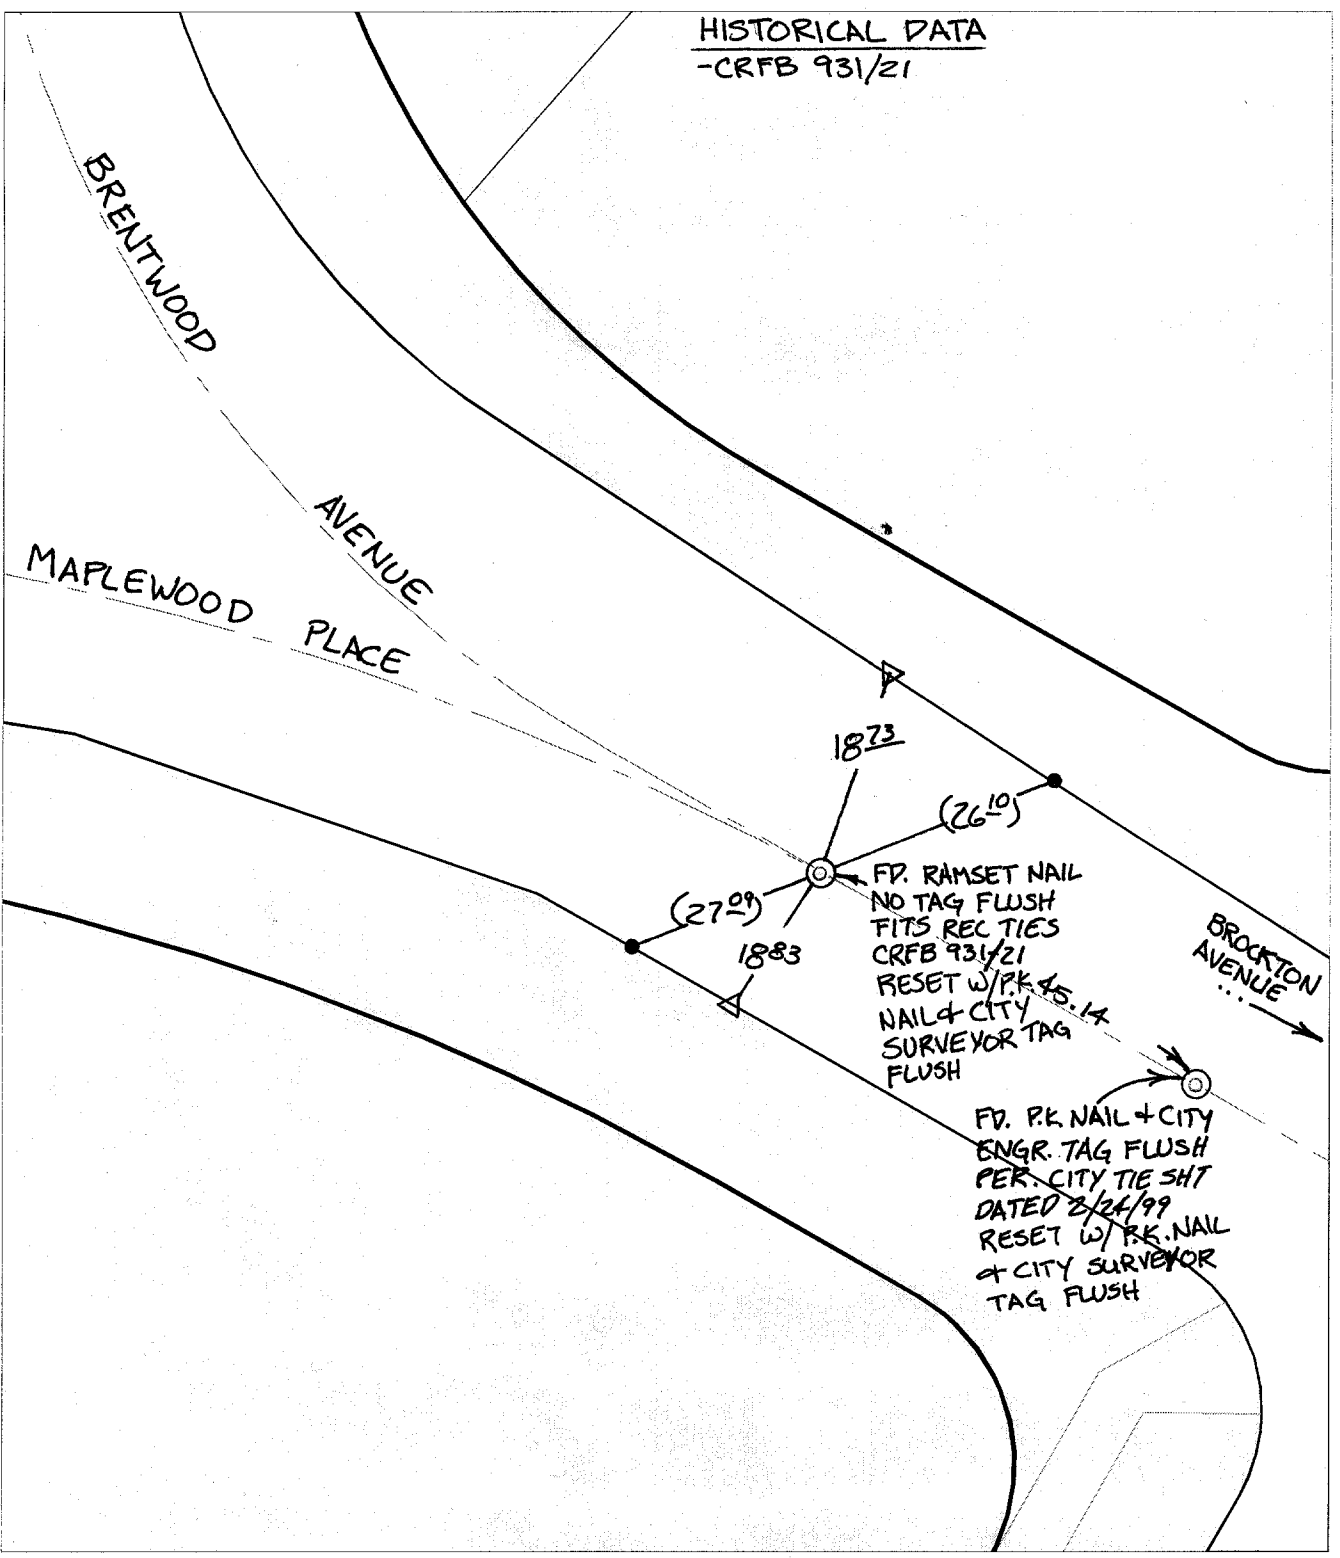 HISTORICAL DATA
-CRFB 931/21
BRENTWOOD
AVENUE
MAPLEWOOD PLACE
18 73
(26 10)
(27 09)
18 83
FD. RAMSET NAIL
NO TAG FLUSH
FITS REC TIES
CRFB 931/21
RESET W/P.K.
NAIL & CITY
SURVEYOR TAG
FLUSH
45.14
BROCKTON
AVENUE
...
FD. P.K. NAIL & CITY
ENGR. TAG FLUSH
PER. CITY TIE SHT
DATED 2/24/99
RESET W/ P.K. NAIL
& CITY SURVEYOR
TAG FLUSH